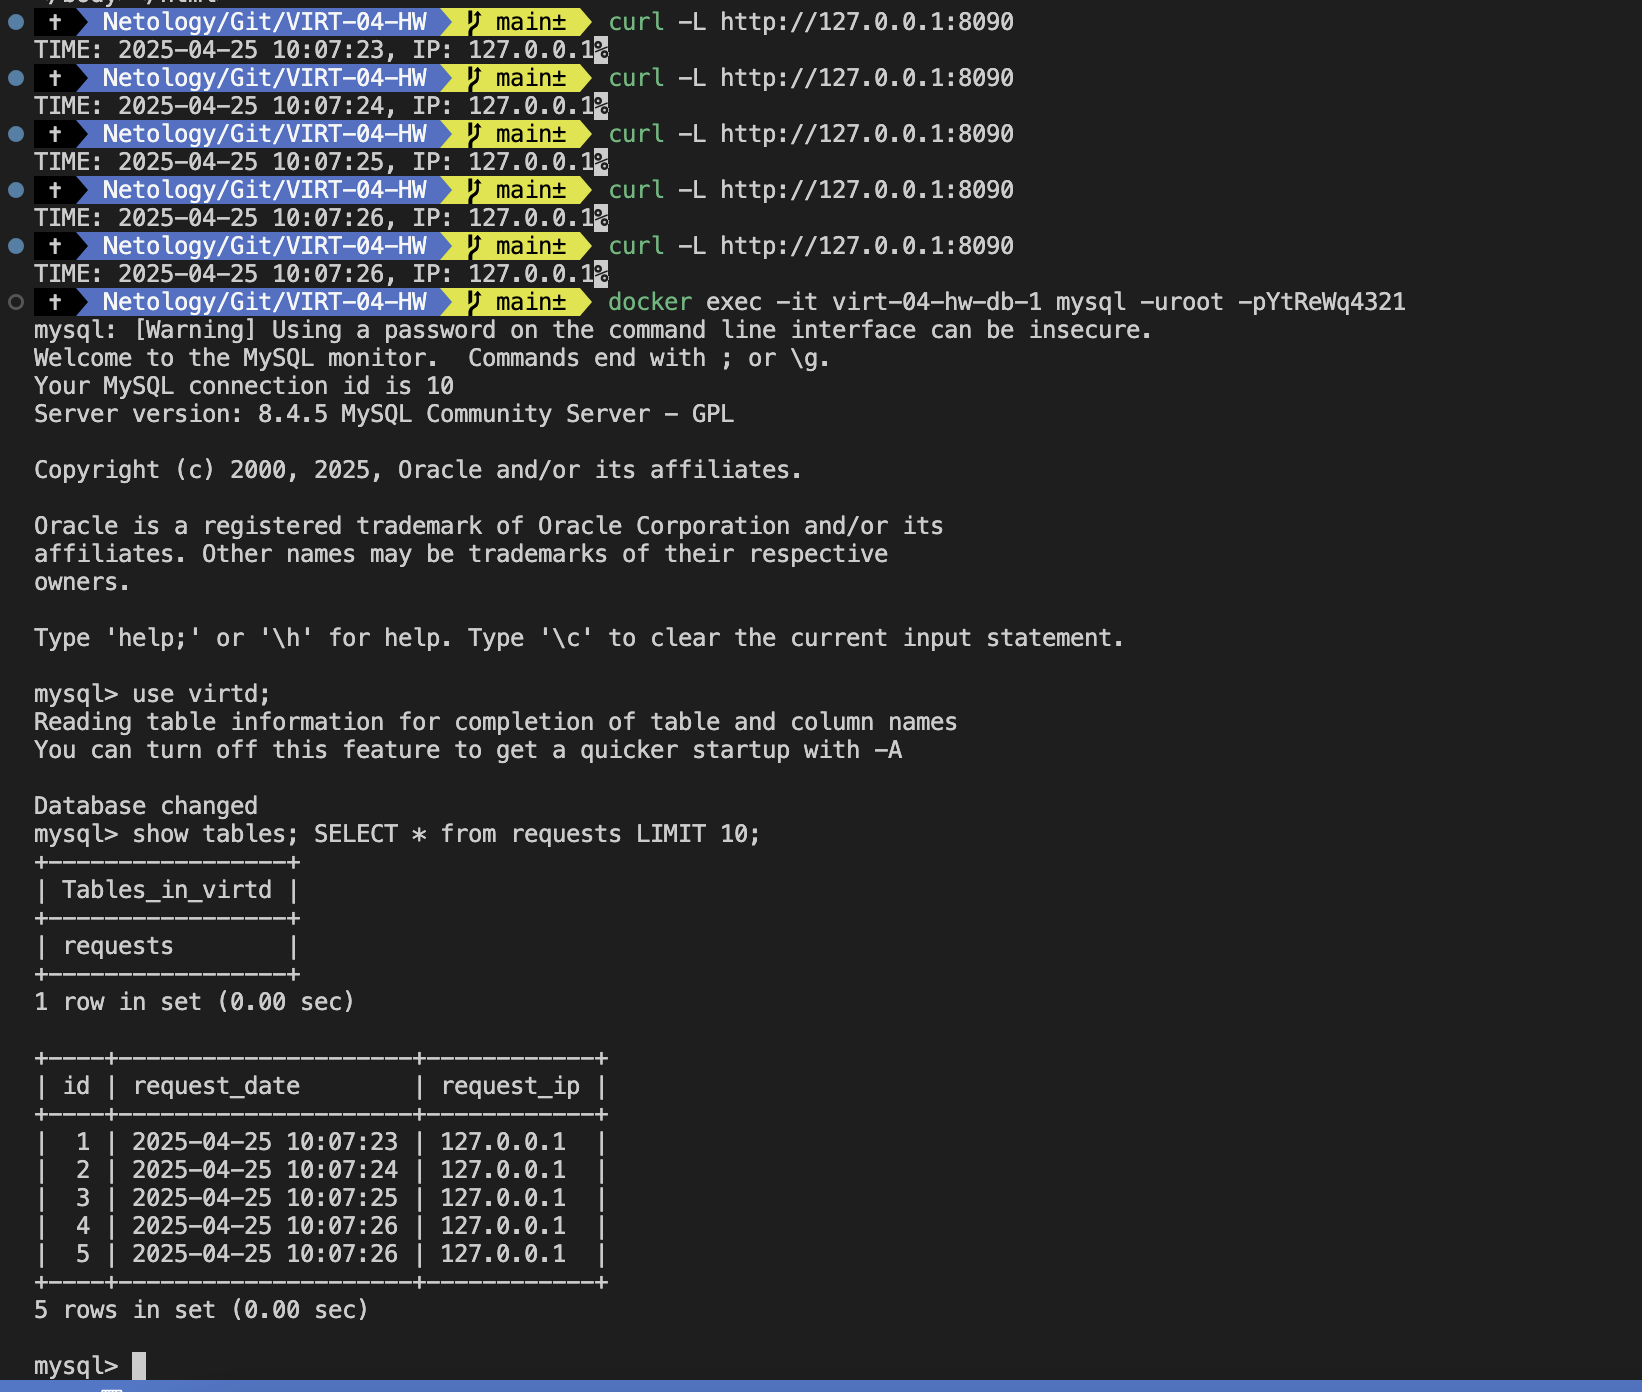 ✝ Netology/Git/VIRT-04-HW main± curl -L http://127.0.0.1:8090
TIME: 2025-04-25 10:07:23, IP: 127.0.0.1%
✝ Netology/Git/VIRT-04-HW main± curl -L http://127.0.0.1:8090
TIME: 2025-04-25 10:07:24, IP: 127.0.0.1%
✝ Netology/Git/VIRT-04-HW main± curl -L http://127.0.0.1:8090
TIME: 2025-04-25 10:07:25, IP: 127.0.0.1%
✝ Netology/Git/VIRT-04-HW main± curl -L http://127.0.0.1:8090
TIME: 2025-04-25 10:07:26, IP: 127.0.0.1%
✝ Netology/Git/VIRT-04-HW main± curl -L http://127.0.0.1:8090
TIME: 2025-04-25 10:07:26, IP: 127.0.0.1%
✝ Netology/Git/VIRT-04-HW main± docker exec -it virt-04-hw-db-1 mysql -uroot -pYtReWq4321
mysql: [Warning] Using a password on the command line interface can be insecure.
Welcome to the MySQL monitor.  Commands end with ; or \g.
Your MySQL connection id is 10
Server version: 8.4.5 MySQL Community Server - GPL
Copyright (c) 2000, 2025, Oracle and/or its affiliates.
Oracle is a registered trademark of Oracle Corporation and/or its
affiliates. Other names may be trademarks of their respective
owners.
Type 'help;' or '\h' for help. Type '\c' to clear the current input statement.
mysql> use virtd;
Reading table information for completion of table and column names
You can turn off this feature to get a quicker startup with -A
Database changed
mysql> show tables; SELECT * from requests LIMIT 10;
+-----------------+
| Tables_in_virtd |
+-----------------+
| requests        |
+-----------------+
1 row in set (0.00 sec)
+----+---------------------+------------+
| id | request_date        | request_ip |
+----+---------------------+------------+
|  1 | 2025-04-25 10:07:23 | 127.0.0.1  |
|  2 | 2025-04-25 10:07:24 | 127.0.0.1  |
|  3 | 2025-04-25 10:07:25 | 127.0.0.1  |
|  4 | 2025-04-25 10:07:26 | 127.0.0.1  |
|  5 | 2025-04-25 10:07:26 | 127.0.0.1  |
+----+---------------------+------------+
5 rows in set (0.00 sec)
mysql>